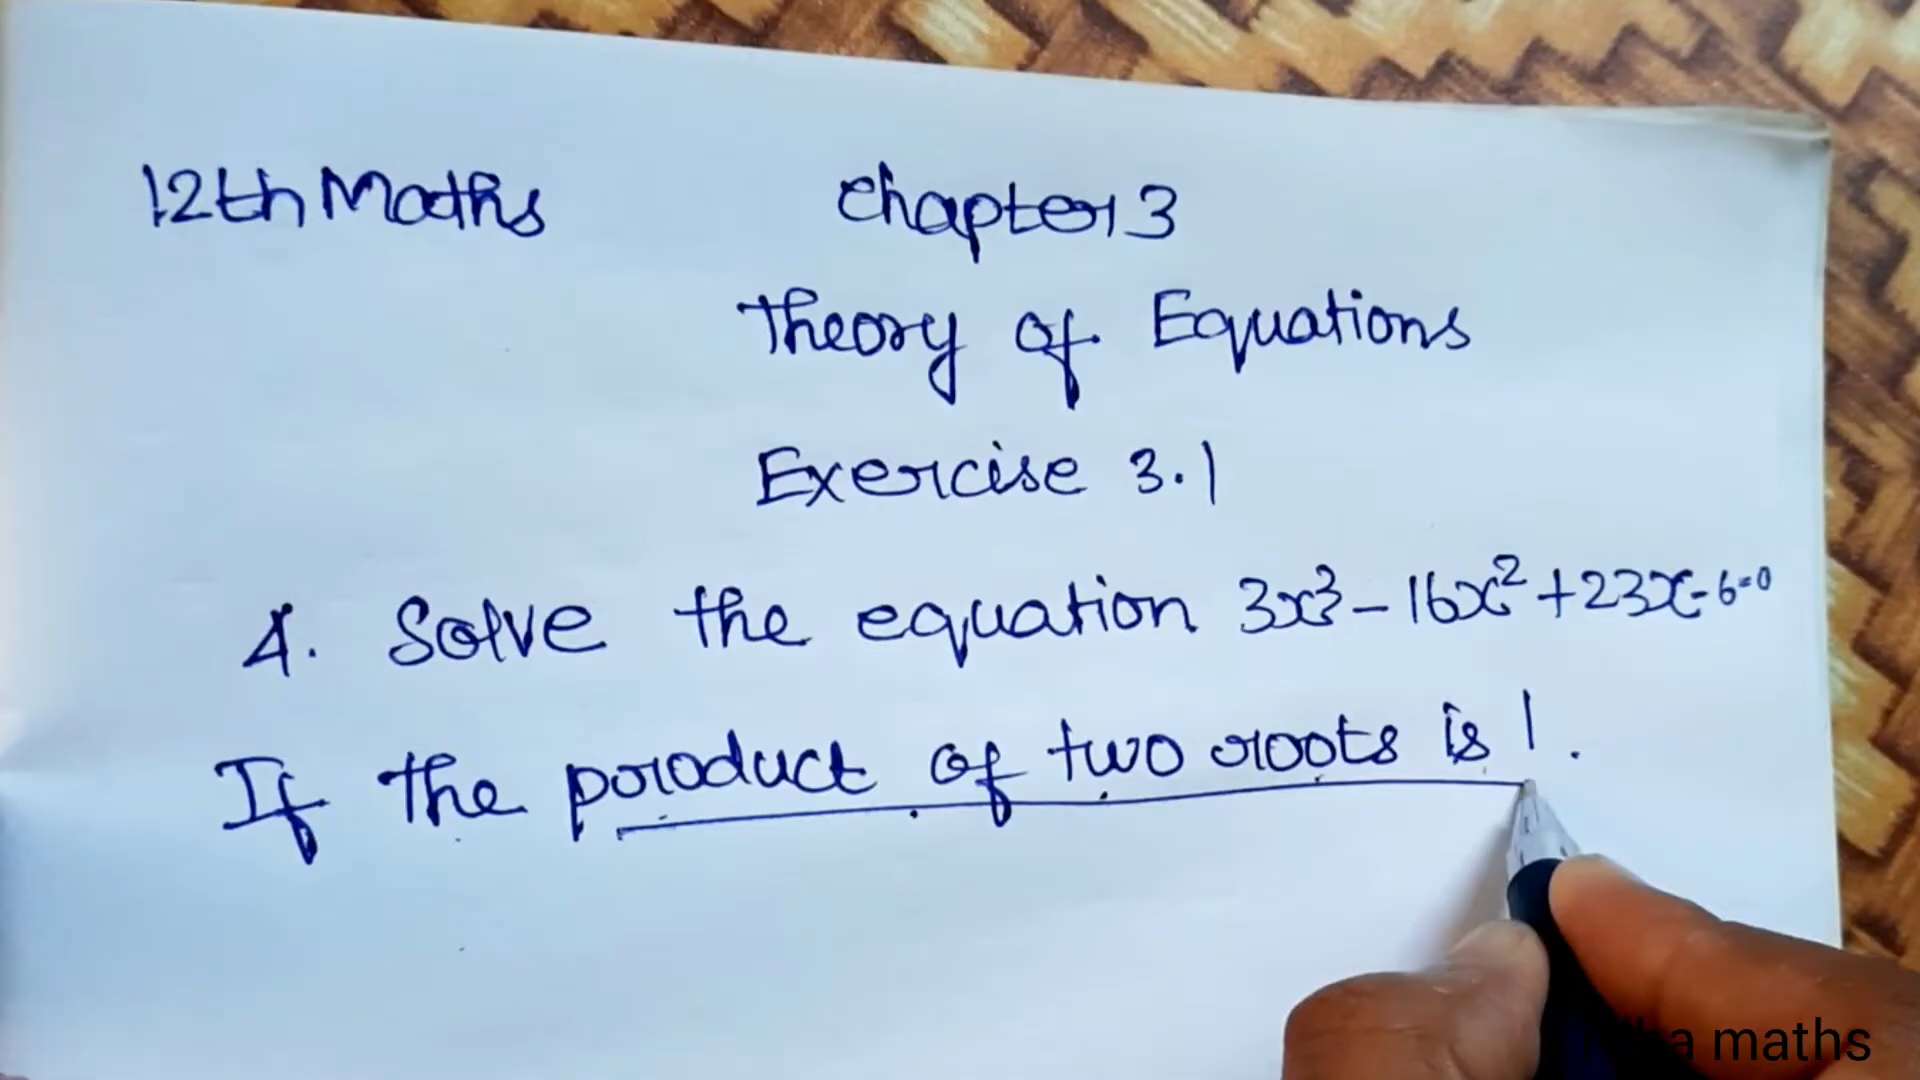 12th Maths Chapter 3
Theory of Equations
Exercise 3.1
4. Solve the equation 3x³ - 16x² + 23x - 6 = 0
If the product of two roots is 1.
maths